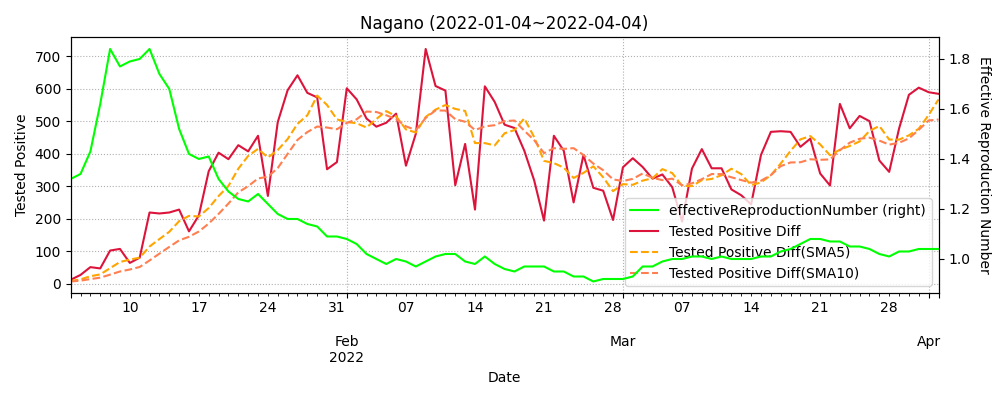 Nagano (2022-01-04~2022-04-04)
Tested Positive
700
600
500
400
300
200
100
0
1.8
1.6
1.4
1.2
1.0
Effective Reproduction Number
effectiveReproductionNumber (right)
Tested Positive Diff
Tested Positive Diff(SMA5)
Tested Positive Diff(SMA10)
10 17 24 31 07 14 21 28 07 14 21 28
Feb Mar Apr
2022
Date